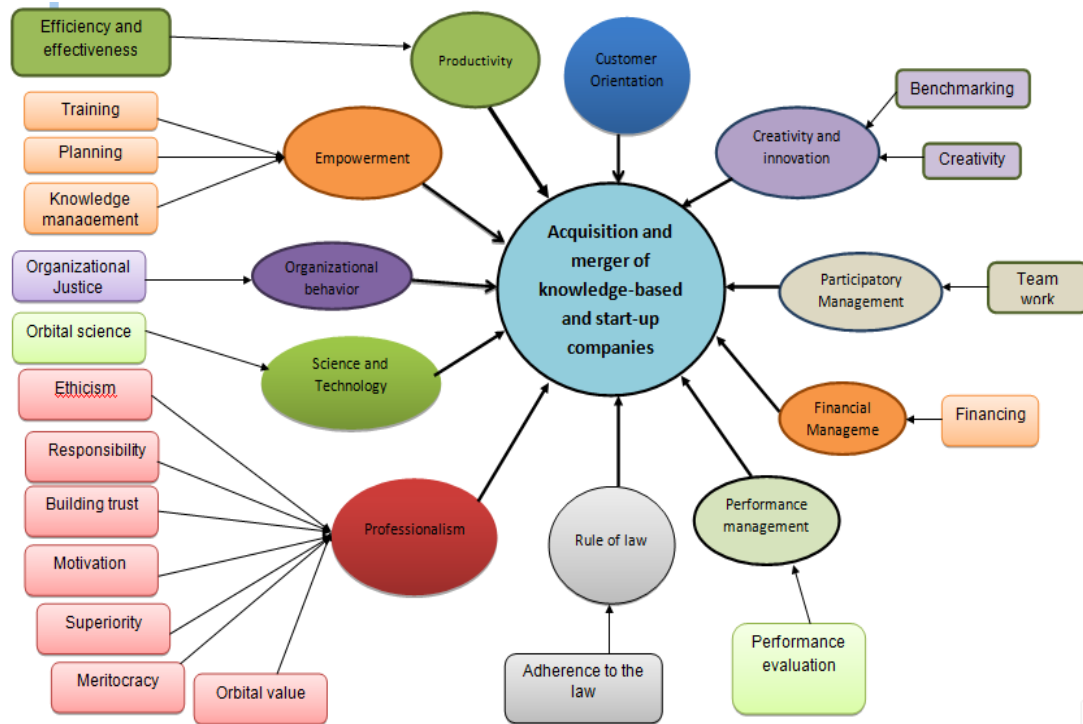 Efficiency and
effectiveness
Productivity
Customer
Orientation
Benchmarking
Creativity and
innovation
Creativity
Training
Planning
Knowledge
management
Empowerment
Acquisition and
merger of
knowledge-based
and start-up
companies
Organizational
Justice
Organizational
behavior
Participatory
Management
Team
work
Orbital science
Science and
Technology
Financial
Manageme
Financing
Ethicism
Responsibility
Building trust
Motivation
Superiority
Meritocracy
Orbital value
Professionalism
Rule of law
Adherence to the
law
Performance
management
Performance
evaluation